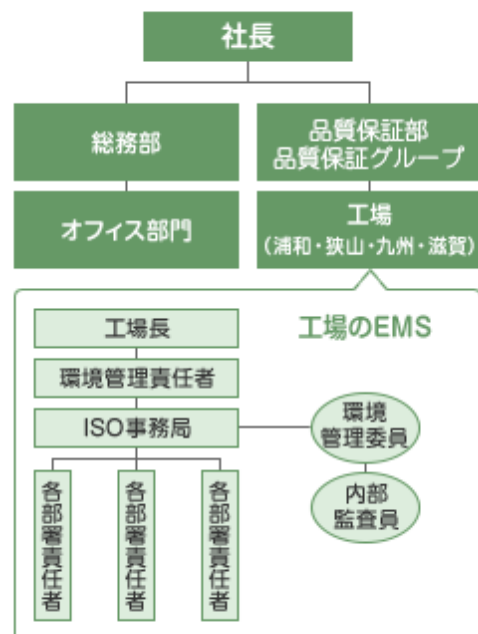 社長
総務部
品質保証部
品質保証グループ
オフィス部門
工場
(浦和・狭山・九州・滋賀)
工場のEMS
工場長
環境管理責任者
ISO事務局
環境
管理委員
内部
監査員
各部署責任者
各部署責任者
各部署責任者